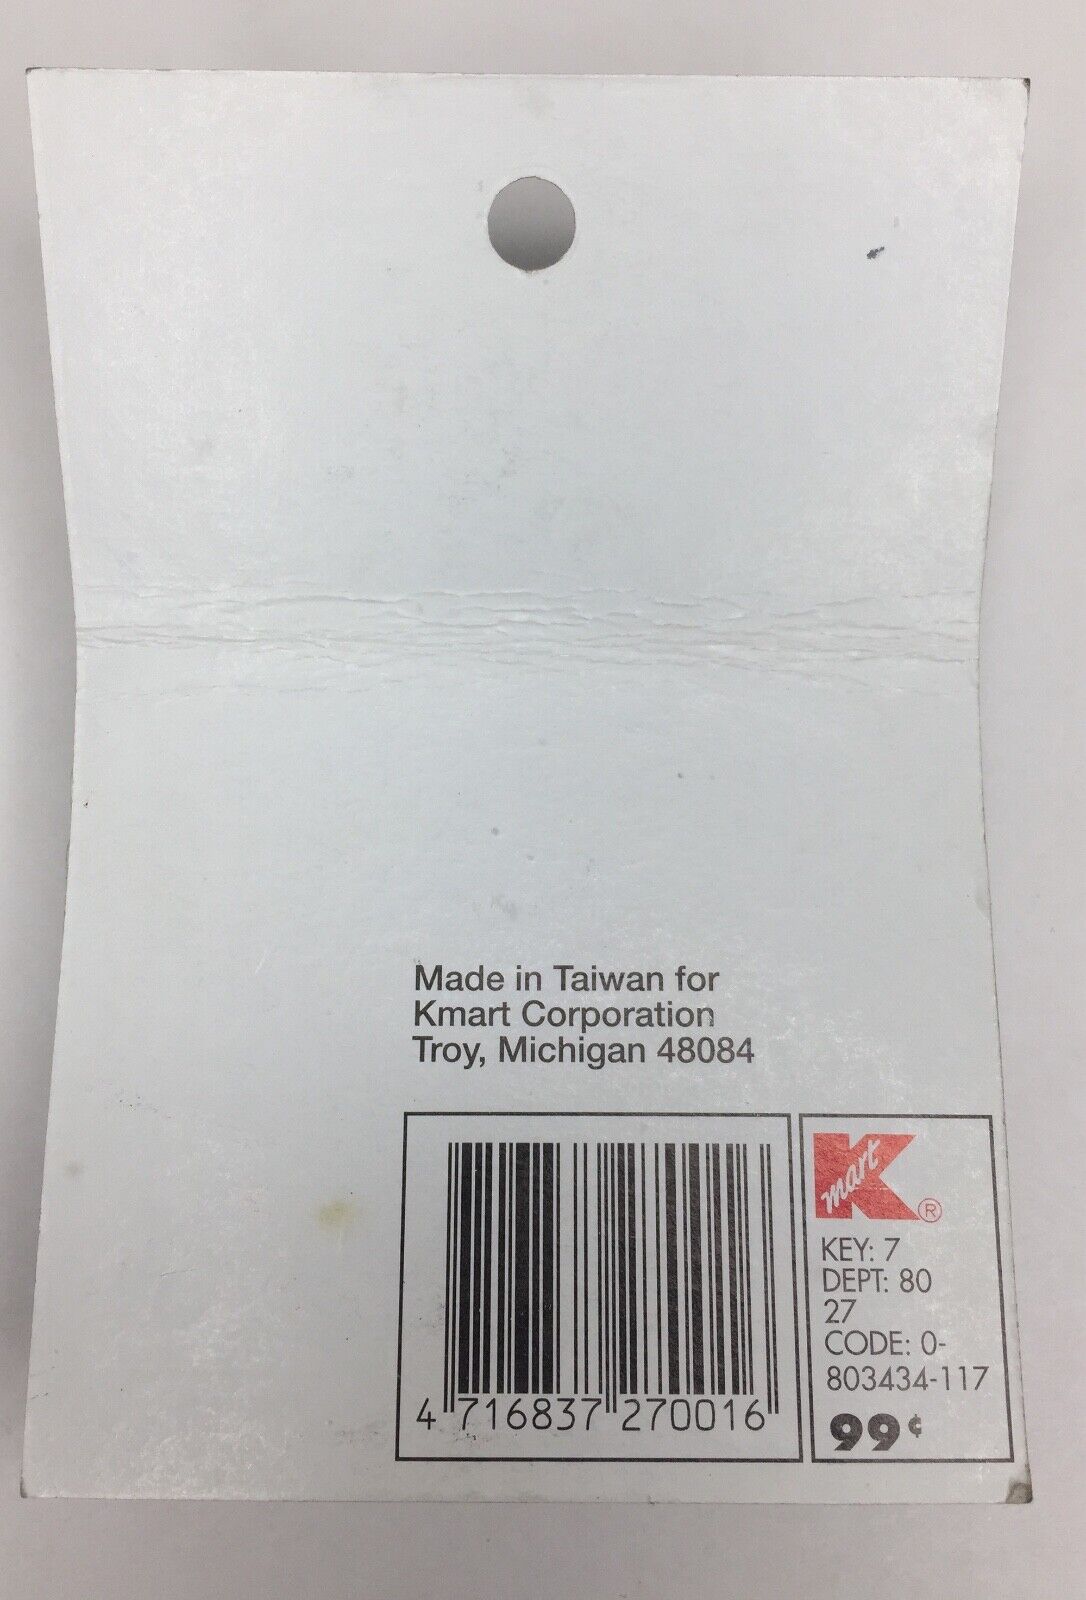 Made in Taiwan for
Kmart Corporation
Troy, Michigan 48084
4 716837 270016
Kmart®
KEY: 7
DEPT: 80
27
CODE: 0-
803434-117
99¢